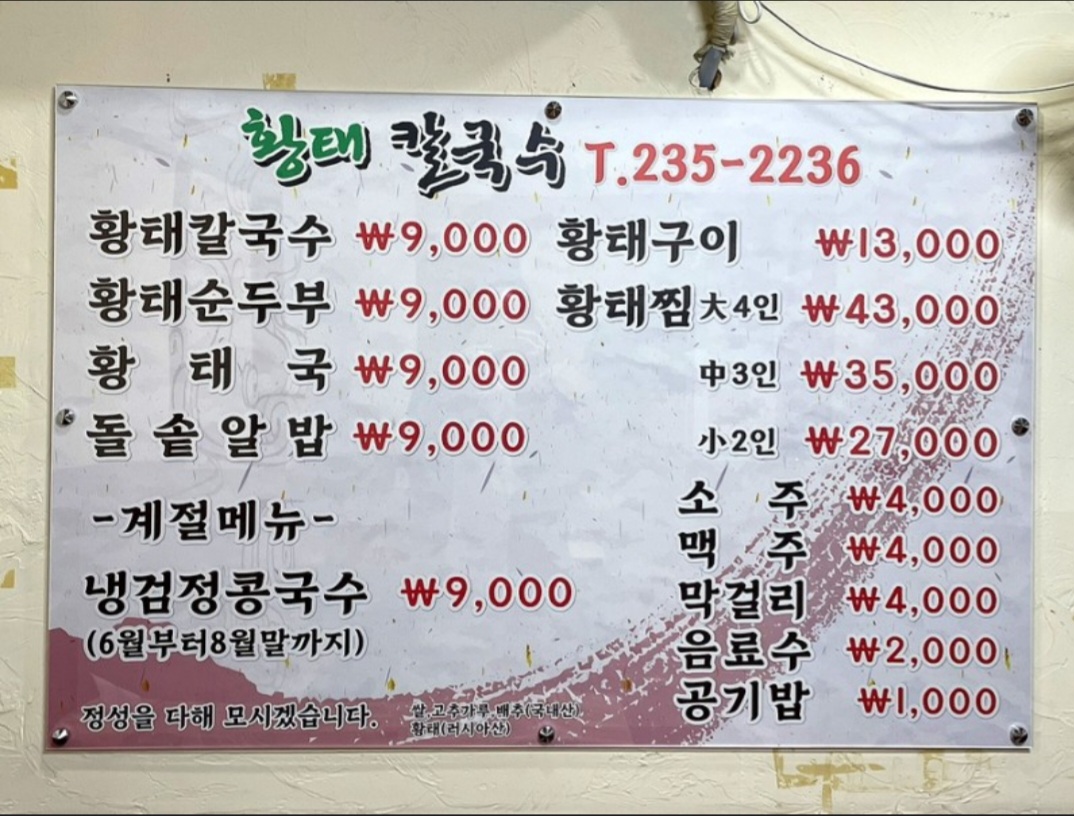 황태 칼국수 T.235-2236
황태칼국수 ₩9,000
황태순두부 ₩9,000
황 태 국 ₩9,000
돌솥알밥 ₩9,000
-계절메뉴-
냉검정콩국수 ₩9,000
(6월부터8월말까지)
황태구이 ₩13,000
황태찜 大4인 ₩43,000
中3인 ₩35,000
小2인 ₩27,000
소 주 ₩4,000
맥 주 ₩4,000
막걸리 ₩4,000
음료수 ₩2,000
공기밥 ₩1,000
정성을 다해 모시겠습니다.
쌀,고추가루,배추(국내산)
황태(러시아산)